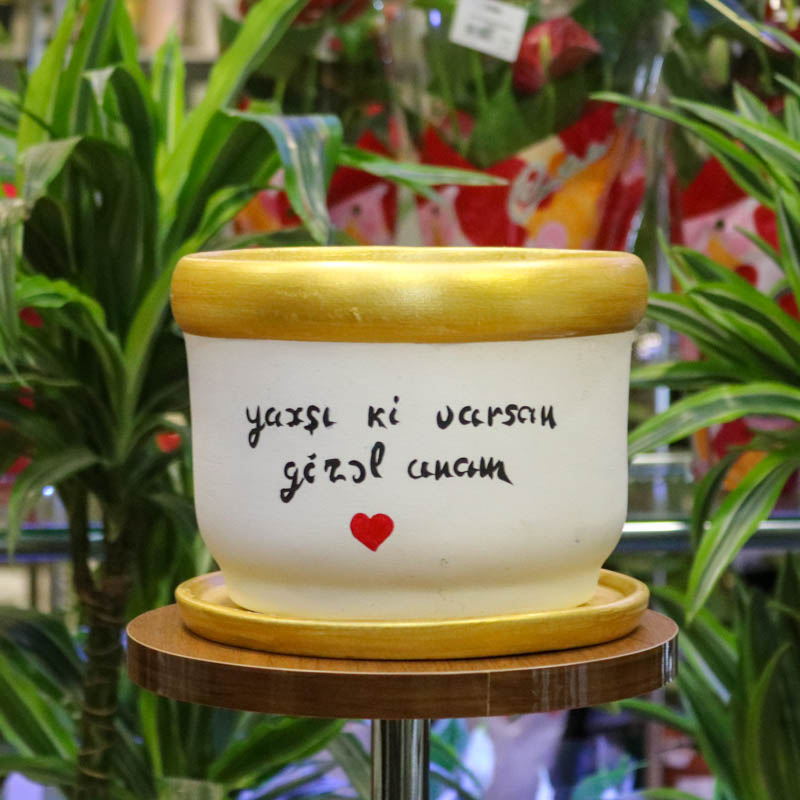 yaxşı ki varsan
gözəl anam